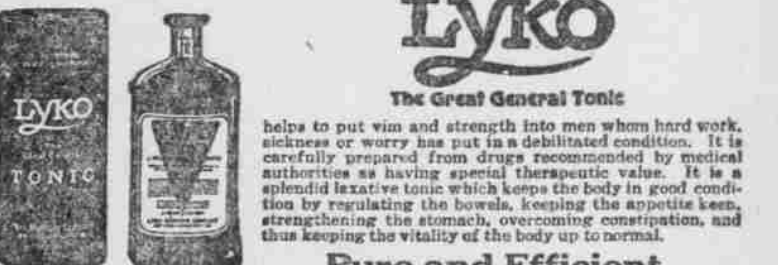 LYKO
TONIC
LYKO
The Great General Tonic
helps to put vim and strength into men whom hard work,
sickness or worry has put in a debilitated condition. It is
carefully prepared from drugs recommended by medical
authorities as having special therapeutic value. It is a
splendid laxative tonic which keeps the body in good condi-
tion by regulating the bowels, keeping the appetite keen,
strengthening the stomach, overcoming constipation, and
thus keeping the vitality of the body up to normal.
Pure and Efficient